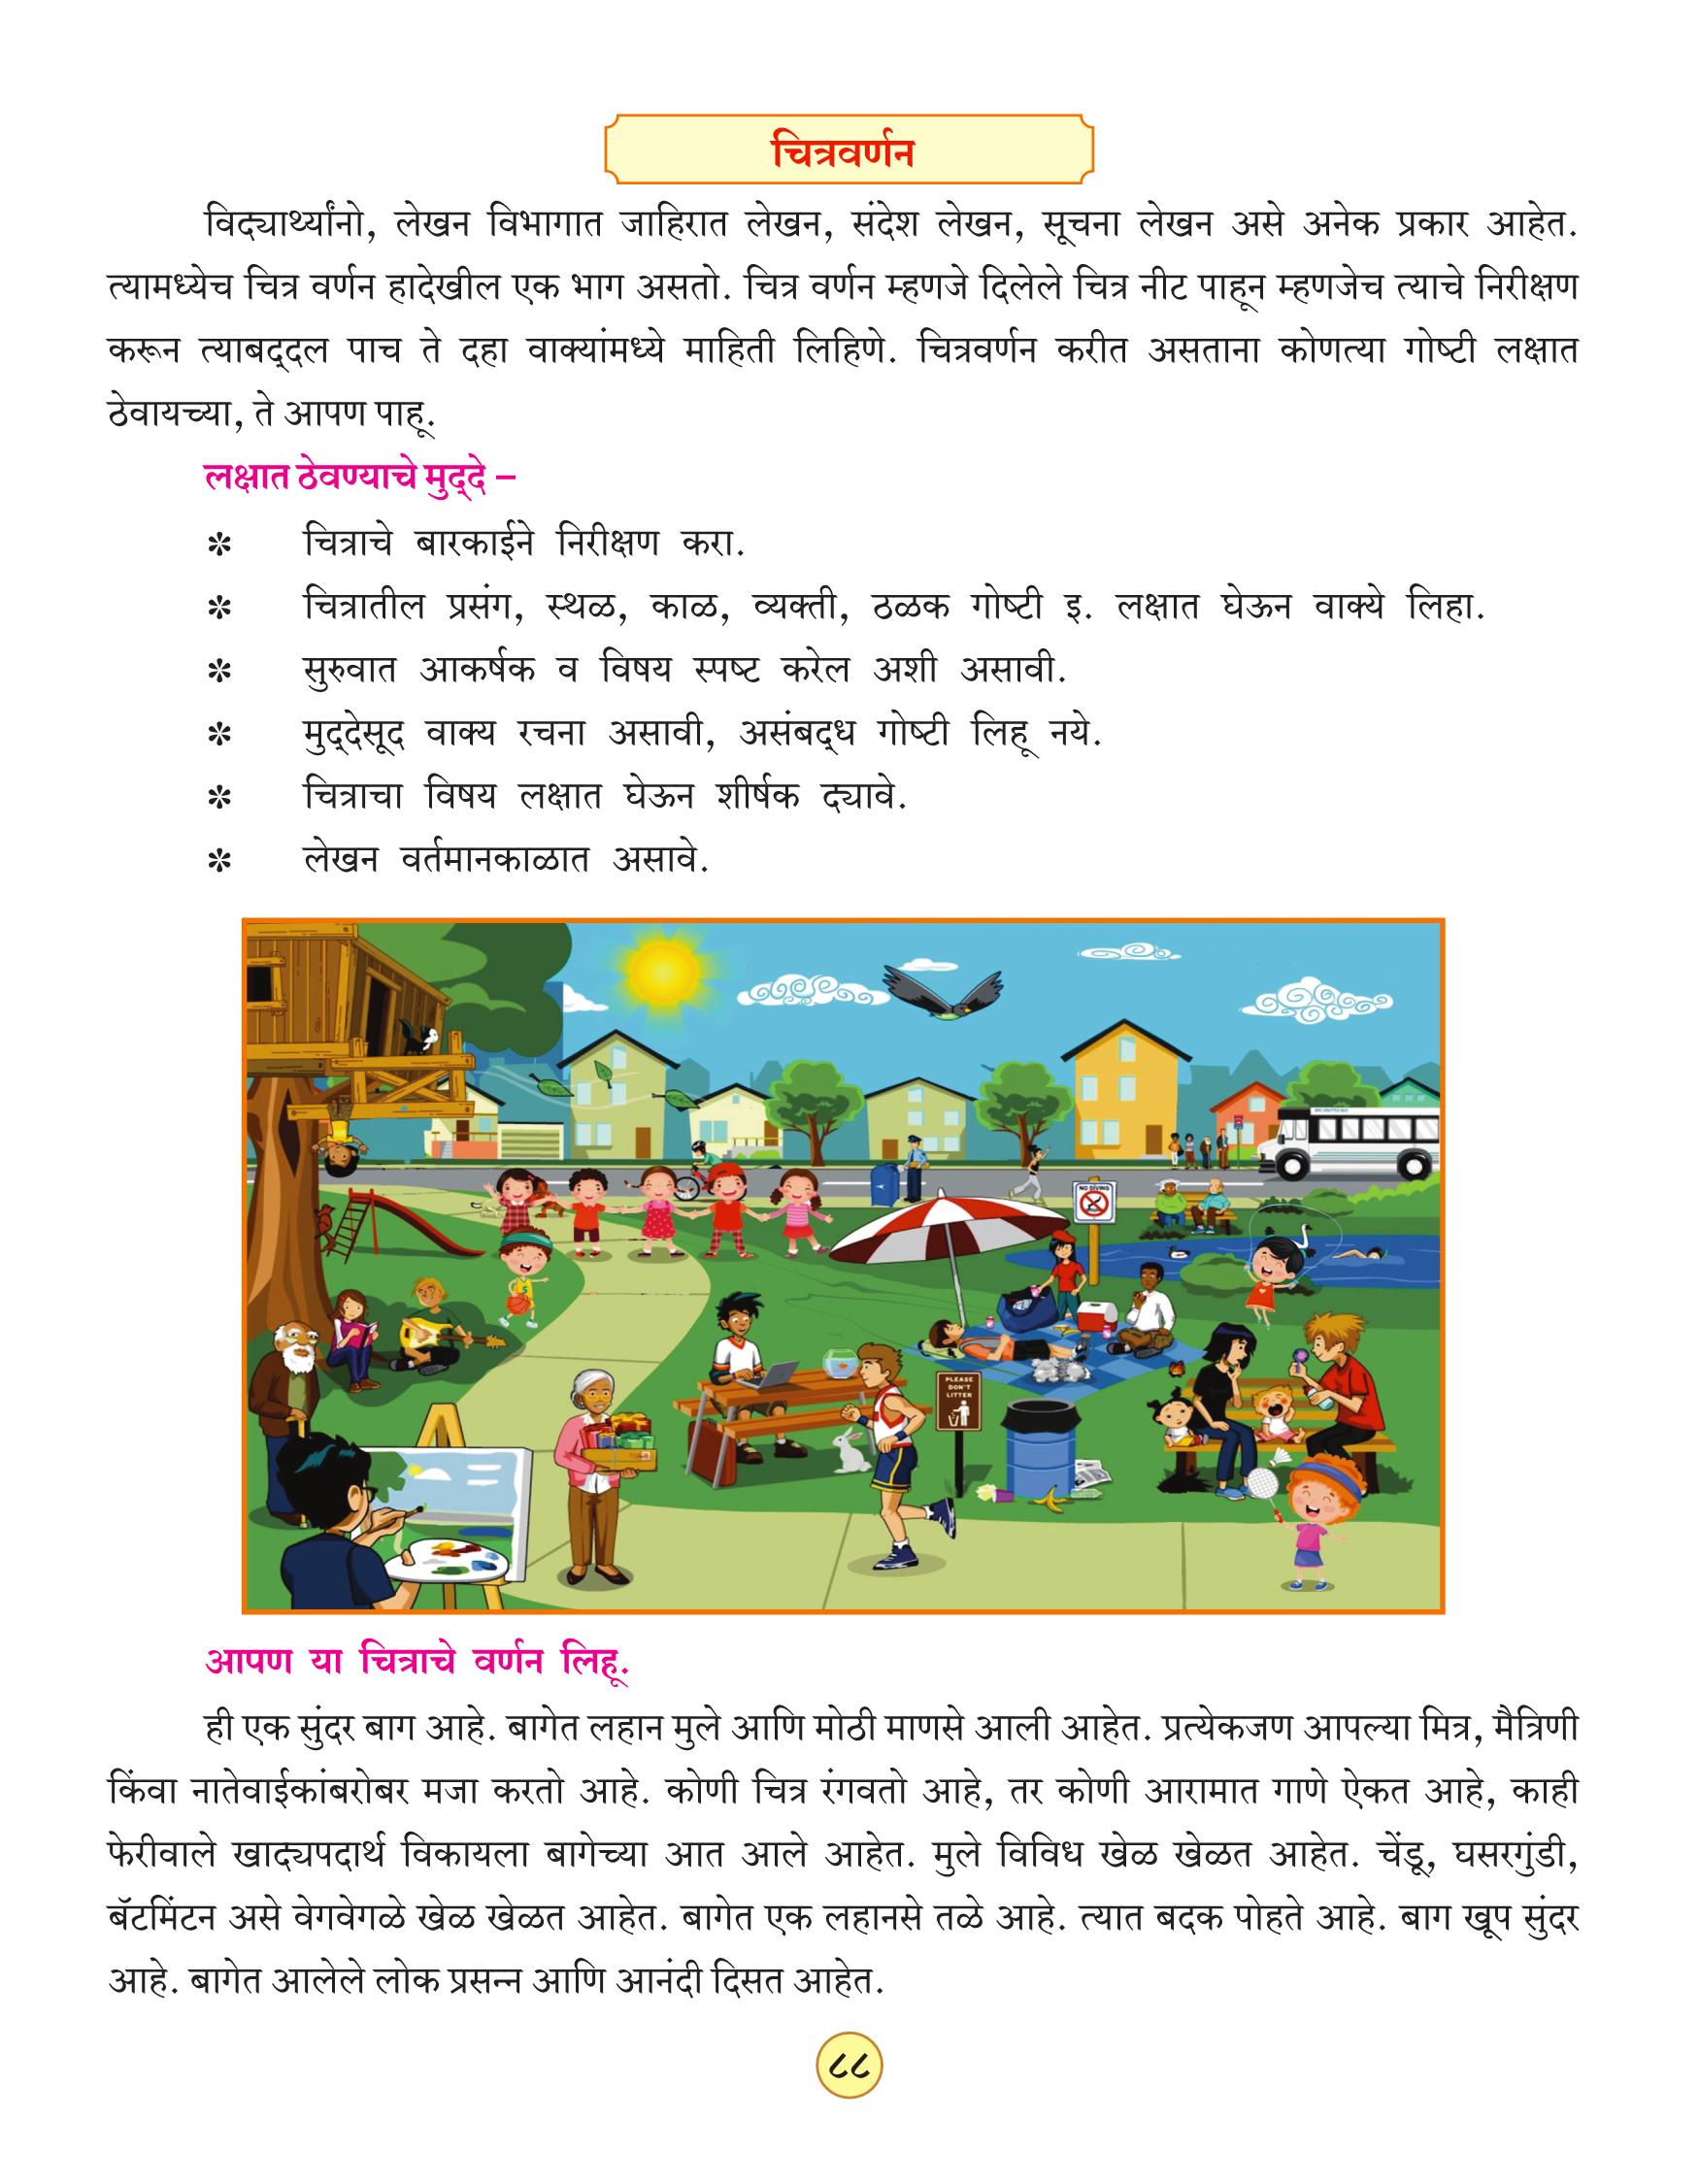 चित्रवर्णन
विद्यार्थ्यांनो, लेखन विभागात जाहिरात लेखन, संदेश लेखन, सूचना लेखन असे अनेक प्रकार आहेत.
त्यामध्येच चित्र वर्णन हादेखील एक भाग असतो. चित्र वर्णन म्हणजे दिलेले चित्र नीट पाहून म्हणजेच त्याचे निरीक्षण
करून त्याबद्‌दल पाच ते दहा वाक्यांमध्ये माहिती लिहिणे. चित्रवर्णन करीत असताना कोणत्या गोष्टी लक्षात
ठेवायच्या, ते आपण पाहू.
लक्षात ठेवण्याचे मुद्‌दे –
✽ चित्राचे बारकाईने निरीक्षण करा.
✽ चित्रातील प्रसंग, स्थळ, काळ, व्यक्ती, ठळक गोष्टी इ. लक्षात घेऊन वाक्ये लिहा.
✽ सुरुवात आकर्षक व विषय स्पष्ट करेल अशी असावी.
✽ मुद्‌देसूद वाक्य रचना असावी, असंबद्‌ध गोष्टी लिहू नये.
✽ चित्राचा विषय लक्षात घेऊन शीर्षक द्यावे.
✽ लेखन वर्तमानकाळात असावे.
NO DIVING
5
PLEASE
DON'T
LITTER
आपण या चित्राचे वर्णन लिहू.
ही एक सुंदर बाग आहे. बागेत लहान मुले आणि मोठी माणसे आली आहेत. प्रत्येकजण आपल्या मित्र, मैत्रिणी
किंवा नातेवाईकांबरोबर मजा करतो आहे. कोणी चित्र रंगवतो आहे, तर कोणी आरामात गाणे ऐकत आहे, काही
फेरीवाले खाद्यपदार्थ विकायला बागेच्या आत आले आहेत. मुले विविध खेळ खेळत आहेत. चेंडू, घसरगुंडी,
बॅटमिंटन असे वेगवेगळे खेळ खेळत आहेत. बागेत एक लहानसे तळे आहे. त्यात बदक पोहते आहे. बाग खूप सुंदर
आहे. बागेत आलेले लोक प्रसन्न आणि आनंदी दिसत आहेत.
८८